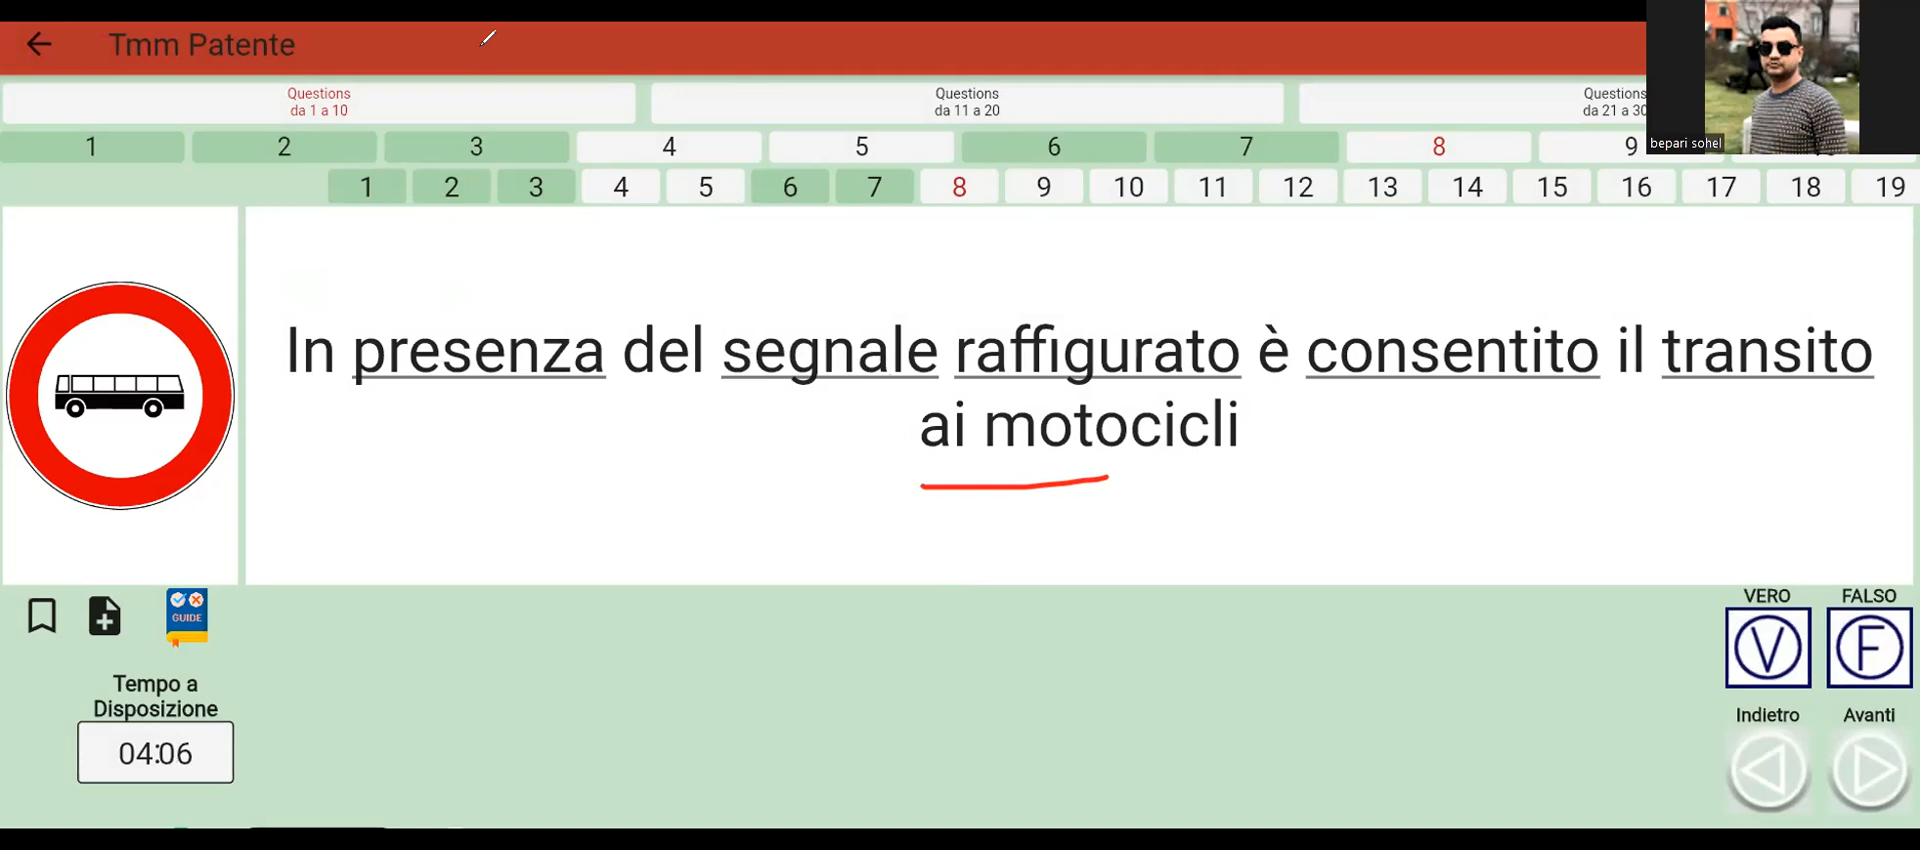 Tmm Patente
Questions
da 1 a 10
Questions
da 11 a 20
Questions
da 21 a 30
bepari sohel
1 2 3 4 5 6 7 8 9
1 2 3 4 5 6 7 8 9 10 11 12 13 14 15 16 17 18 19
In presenza del segnale raffigurato è consentito il transito
ai motocicli
GUIDE
VERO FALSO
V F
Tempo a
Disposizione
04:06
Indietro Avanti